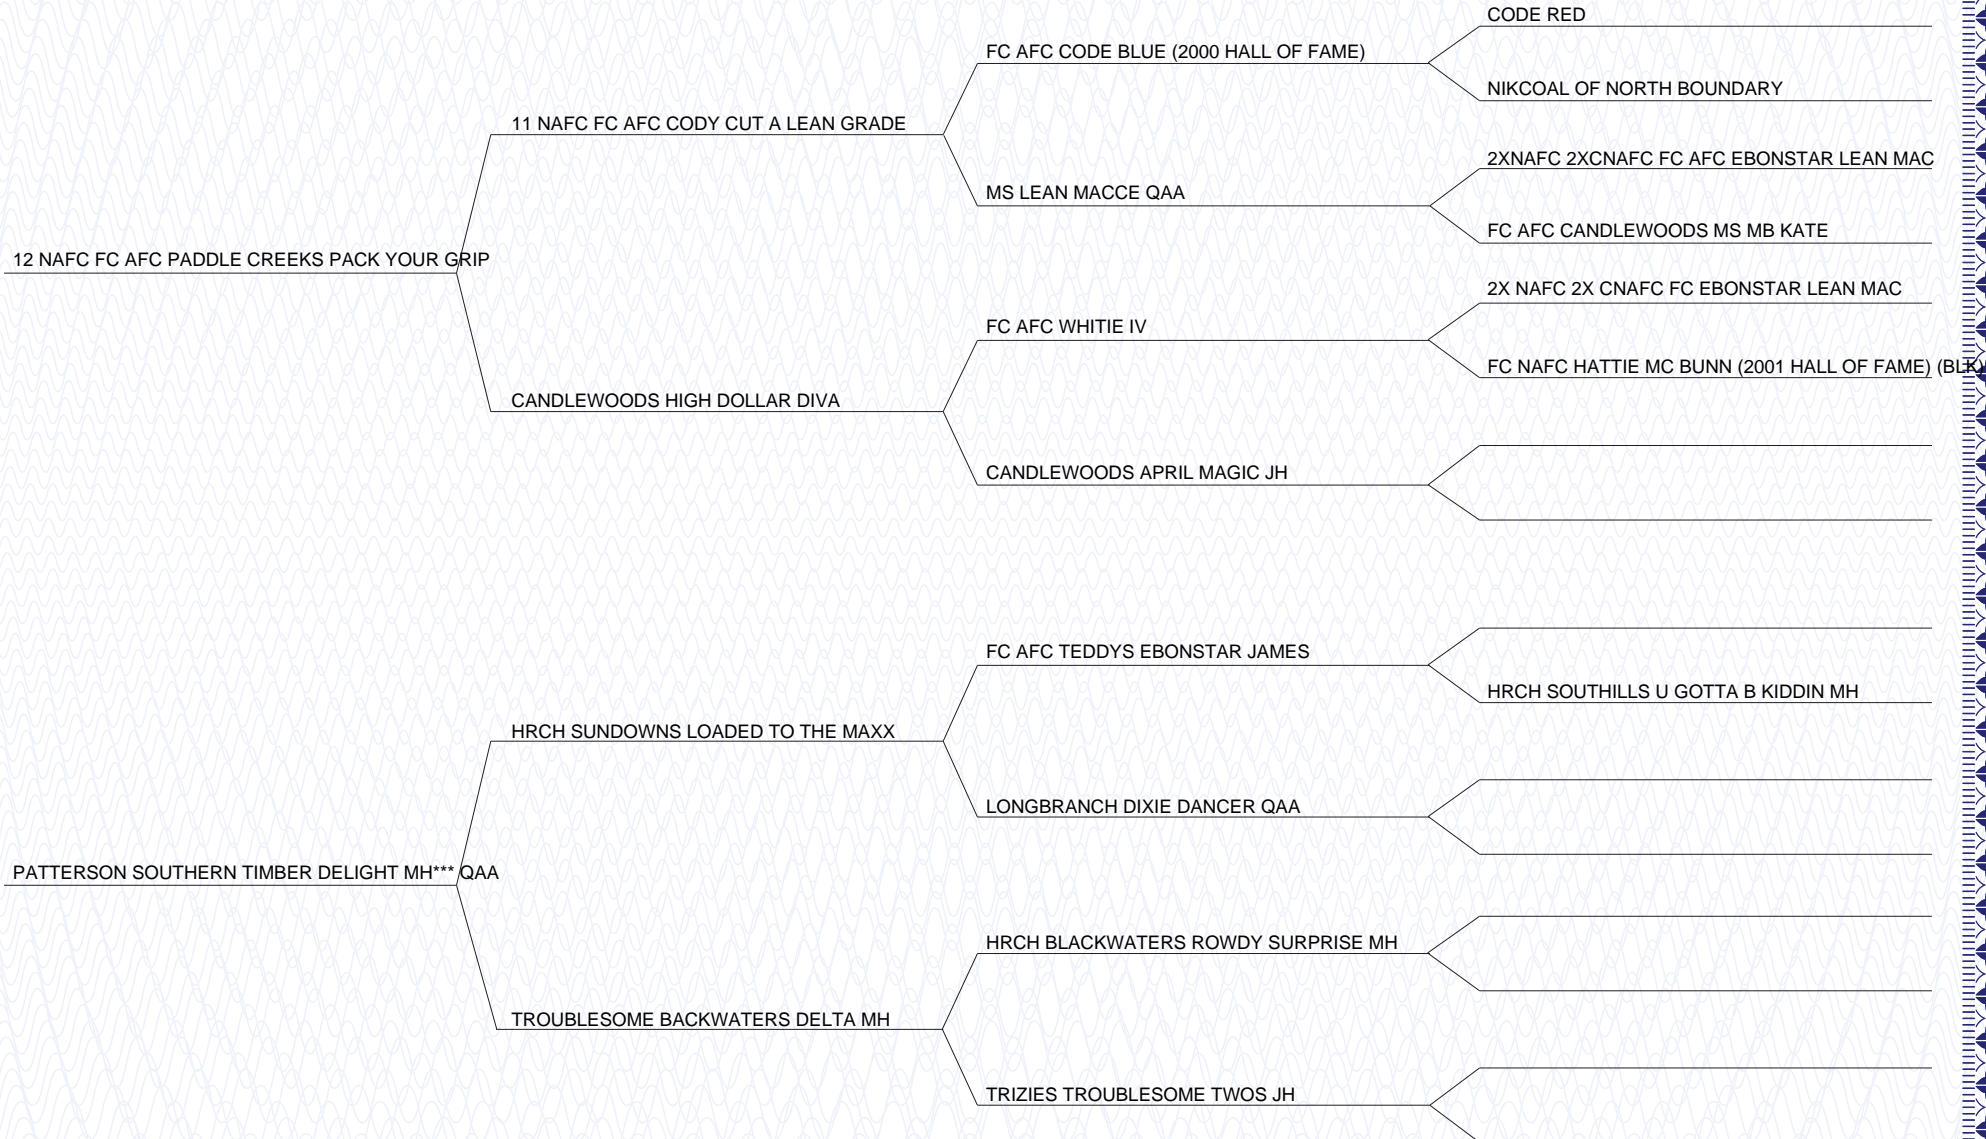 CODE RED
FC AFC CODE BLUE (2000 HALL OF FAME)
NIKCOAL OF NORTH BOUNDARY
11 NAFC FC AFC CODY CUT A LEAN GRADE
2XNAFC 2XCNAFC FC AFC EBONSTAR LEAN MAC
MS LEAN MACCE QAA
FC AFC CANDLEWOODS MS MB KATE
12 NAFC FC AFC PADDLE CREEKS PACK YOUR GRIP
2X NAFC 2X CNAFC FC EBONSTAR LEAN MAC
FC AFC WHITIE IV
FC NAFC HATTIE MC BUNN (2001 HALL OF FAME) (BLK)
CANDLEWOODS HIGH DOLLAR DIVA
CANDLEWOODS APRIL MAGIC JH
FC AFC TEDDYS EBONSTAR JAMES
HRCH SOUTHILLS U GOTTA B KIDDIN MH
HRCH SUNDOWNS LOADED TO THE MAXX
LONGBRANCH DIXIE DANCER QAA
PATTERSON SOUTHERN TIMBER DELIGHT MH*** QAA
HRCH BLACKWATERS ROWDY SURPRISE MH
TROUBLESOME BACKWATERS DELTA MH
TRIZIES TROUBLESOME TWOS JH